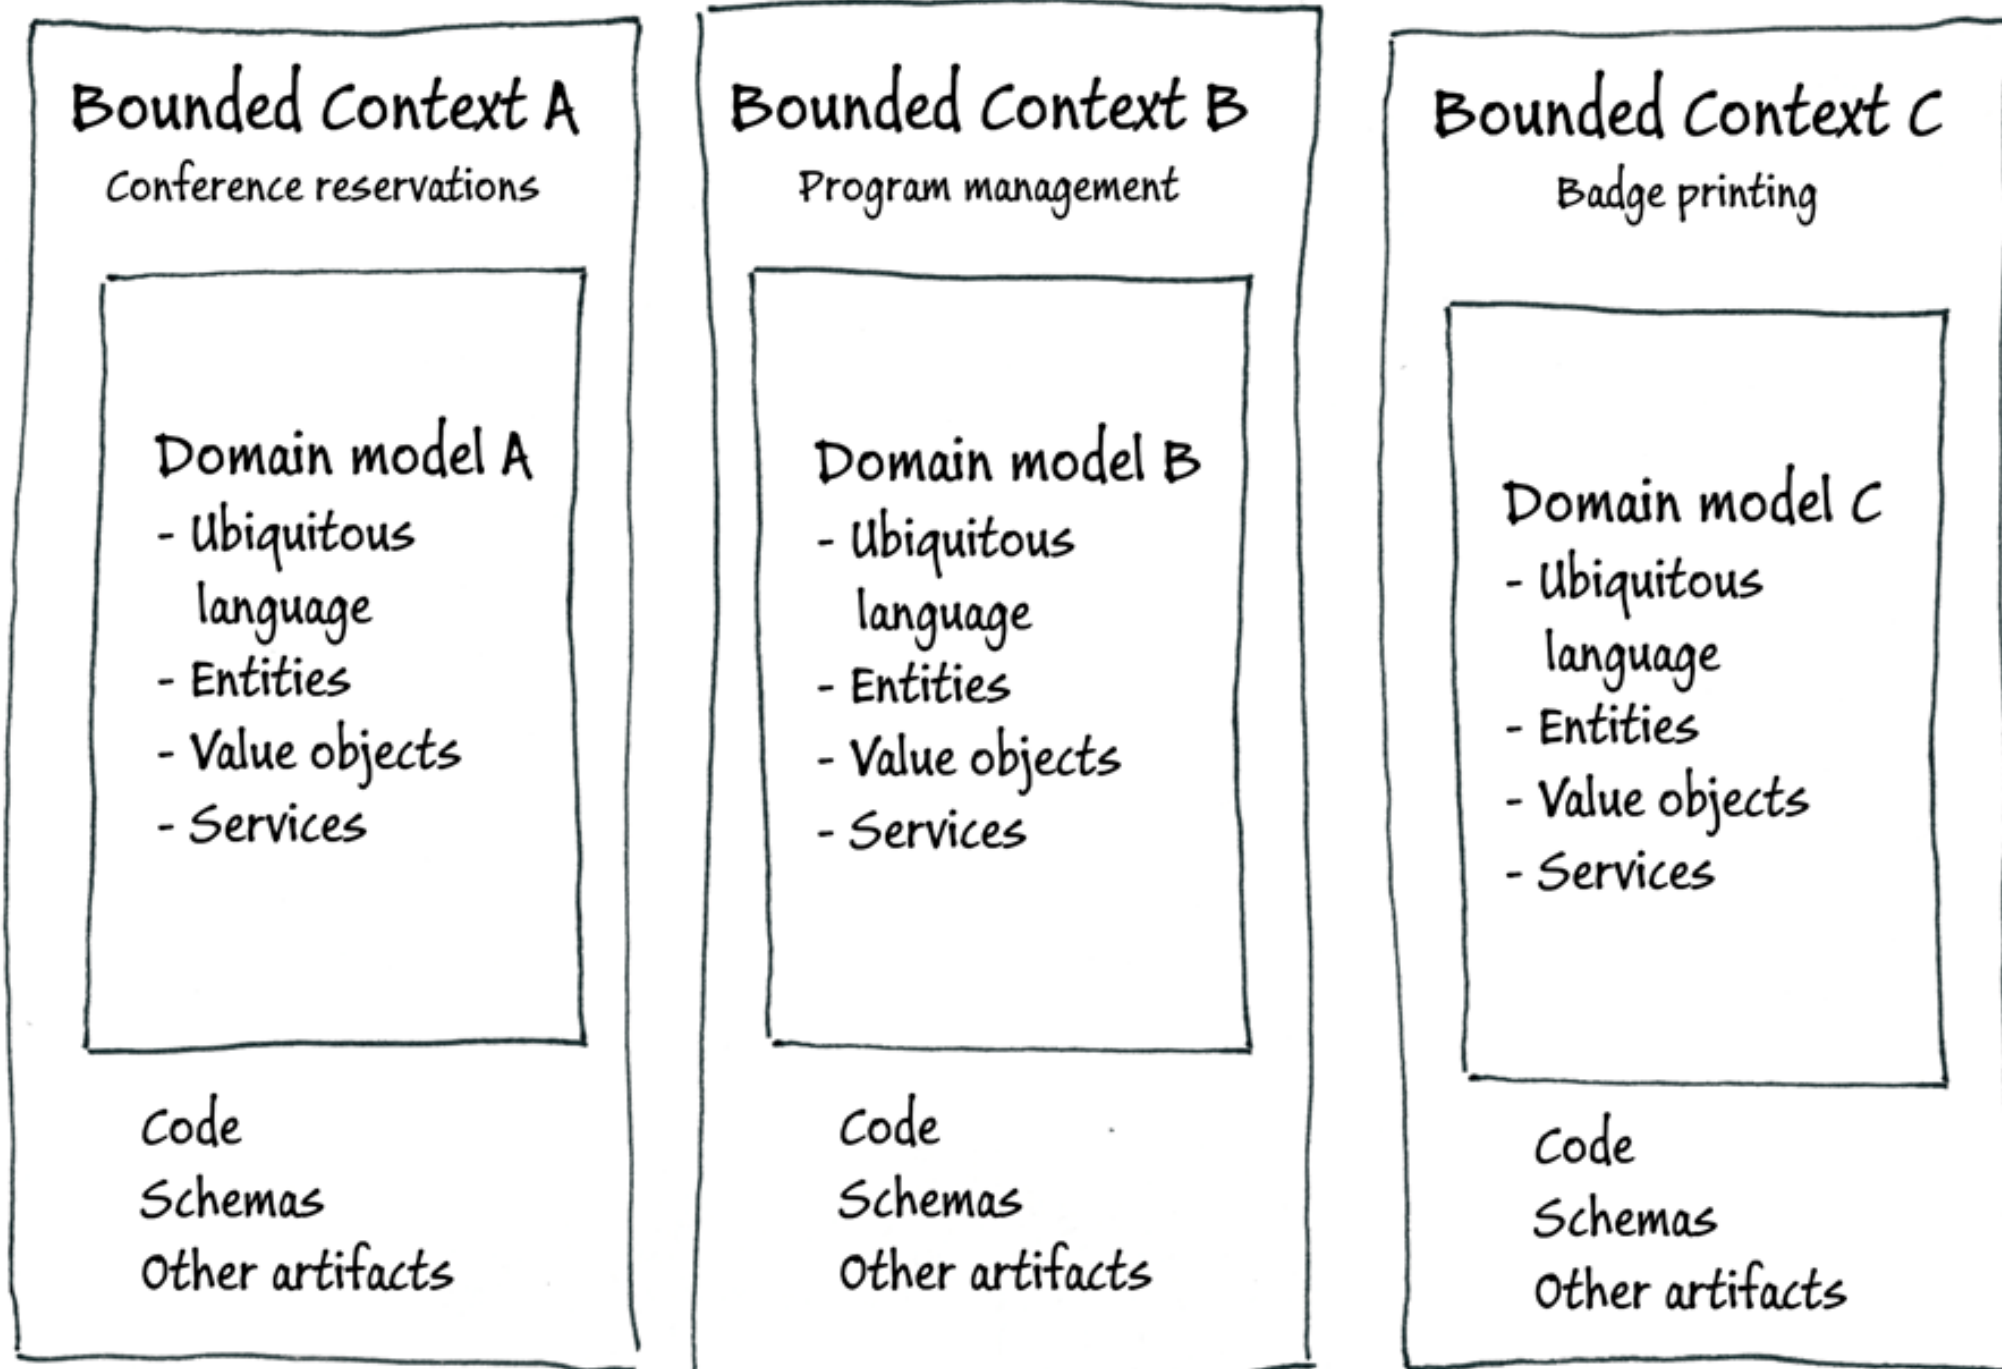 Bounded Context A
Conference reservations
Domain model A
- Ubiquitous
language
- Entities
- Value objects
- Services
Code
Schemas
Other artifacts
Bounded Context B
Program management
Domain model B
- Ubiquitous
language
- Entities
- Value objects
- Services
Code
Schemas
Other artifacts
Bounded Context C
Badge printing
Domain model C
- Ubiquitous
language
- Entities
- Value objects
- Services
Code
Schemas
Other artifacts